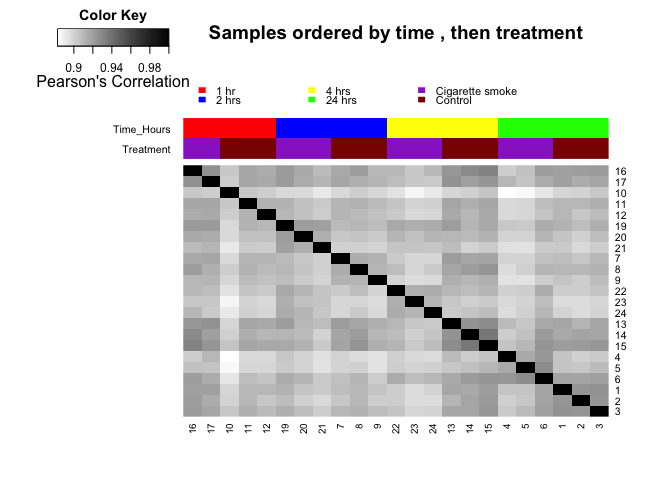 Color Key
Samples ordered by time , then treatment
0.9 0.94 0.98
Pearson's Correlation
1 hr 4 hrs Cigarette smoke
2 hrs 24 hrs Control
Time_Hours
Treatment
16
17
10
11
12
19
20
21
7
8
9
22
23
24
13
14
15
4
5
6
1
2
3
16 17 10 11 12 19 20 21 7 8 9 22 23 24 13 14 15 4 5 6 1 2 3